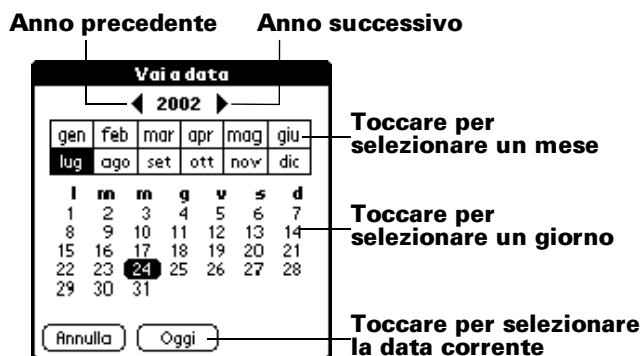 Anno precedente Anno successivo
Vai a data
2002
gen feb mar apr mag giu
Toccare per
selezionare un mese
lug ago set ott nov dic
l m m g v s d
1 2 3 4 5 6 7
Toccare per
selezionare un giorno
8 9 10 11 12 13 14
15 16 17 18 19 20 21
22 23 24 25 26 27 28
29 30 31
Annulla Oggi
Toccare per selezionare
la data corrente